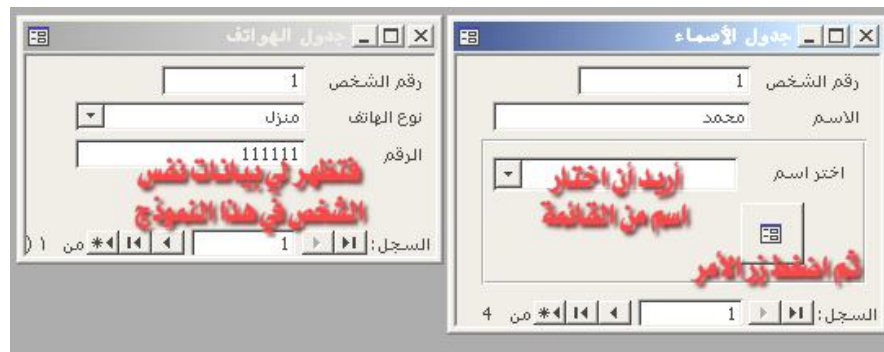 جدول الأسماء
رقم الشخص 1
الاسم محمد
اختر اسم
أريد أن اختار
اسم من القائمة
ثم اضغط زر الأمر
السجل: 1 من 4
جدول الهواتف
رقم الشخص 1
نوع الهاتف منزل
الرقم 111111
فتظهر لي بيانات نفس
الشخص في هذا النموذج
السجل: 1 من ١ (